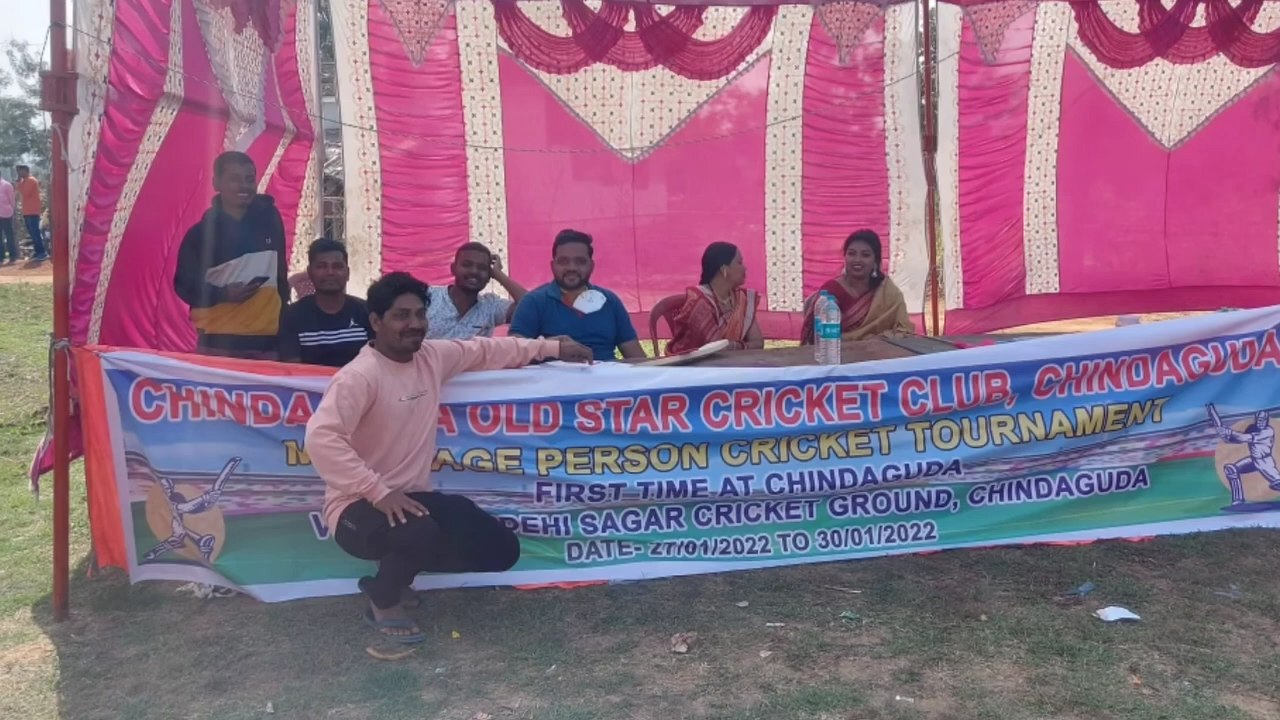 CHINDA A OLD STAR CRICKET CLUB, CHINDAGUDA
M AGE PERSON CRICKET TOURNAMENT
FIRST TIME AT CHINDAGUDA
SAGAR CRICKET GROUND, CHINDAGUDA
DATE- 27/01/2022 TO 30/01/2022